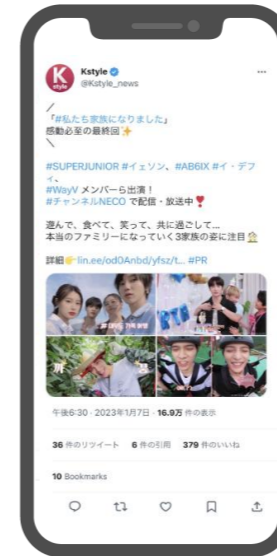 K
style
Kstyle
@Kstyle_news
／
「#私たち家族になりました」
感動必至の最終回✨
＼
#SUPERJUNIOR #イェソン、#AB6IX #イ・デフ
ィ、
#WayV メンバーら出演！
#チャンネルNECO で配信・放送中❣️
遊んで、食べて、笑って、共に過ごして...
本当のファミリーになっていく3家族の姿に注目🏠
詳細👉lin.ee/od0Anbd/yfsz/t... #PR
午後6:30 · 2023年1月7日 · 16.9万 件の表示
36 件のリツイート 6 件の引用 379 件のいいね
10 Bookmarks